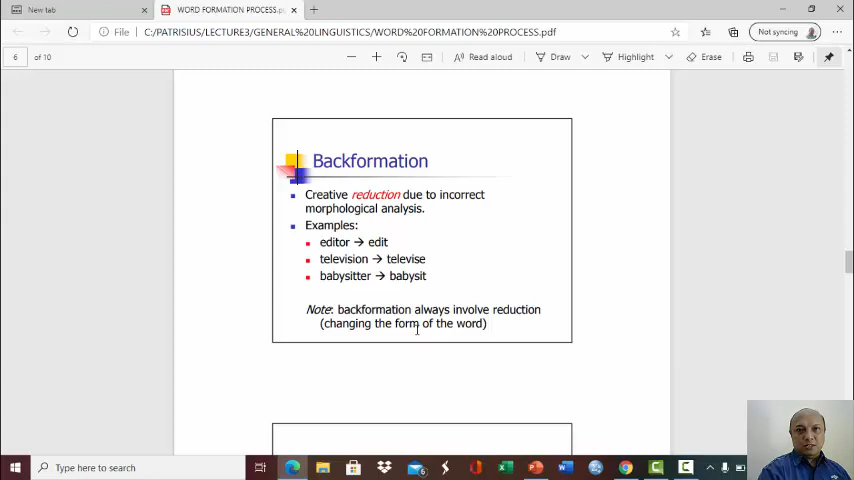 New tab
WORD FORMATION PROCESS.p
File
C:/PATRISIUS/LECTURE3/GENERAL%20LINGUISTICS/WORD%20FORMATION%20PROCESS.pdf
Not syncing
6 of 10
Read aloud
Draw
Highlight
Erase
Backformation
Creative reduction due to incorrect
morphological analysis.
Examples:
editor → edit
television → televise
babysitter → babysit
Note: backformation always involve reduction
(changing the form of the word)
Type here to search
6